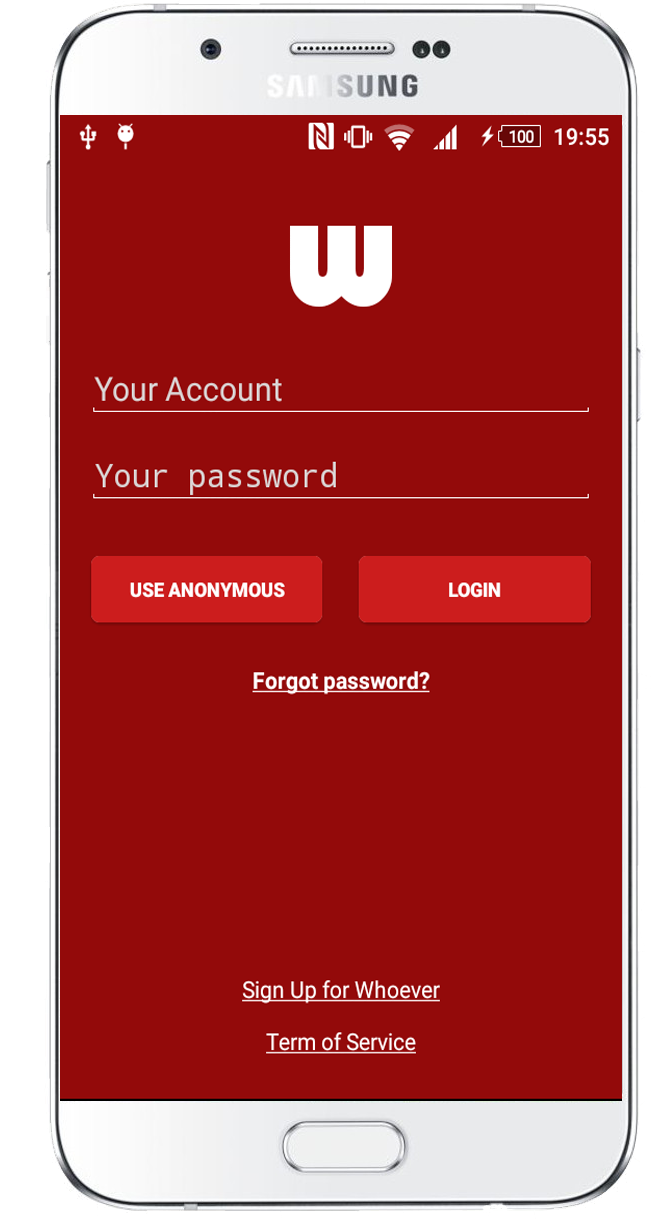 SAMSUNG
100 19:55
W
Your Account
Your password
USE ANONYMOUS LOGIN
Forgot password?
Sign Up for Whoever
Term of Service